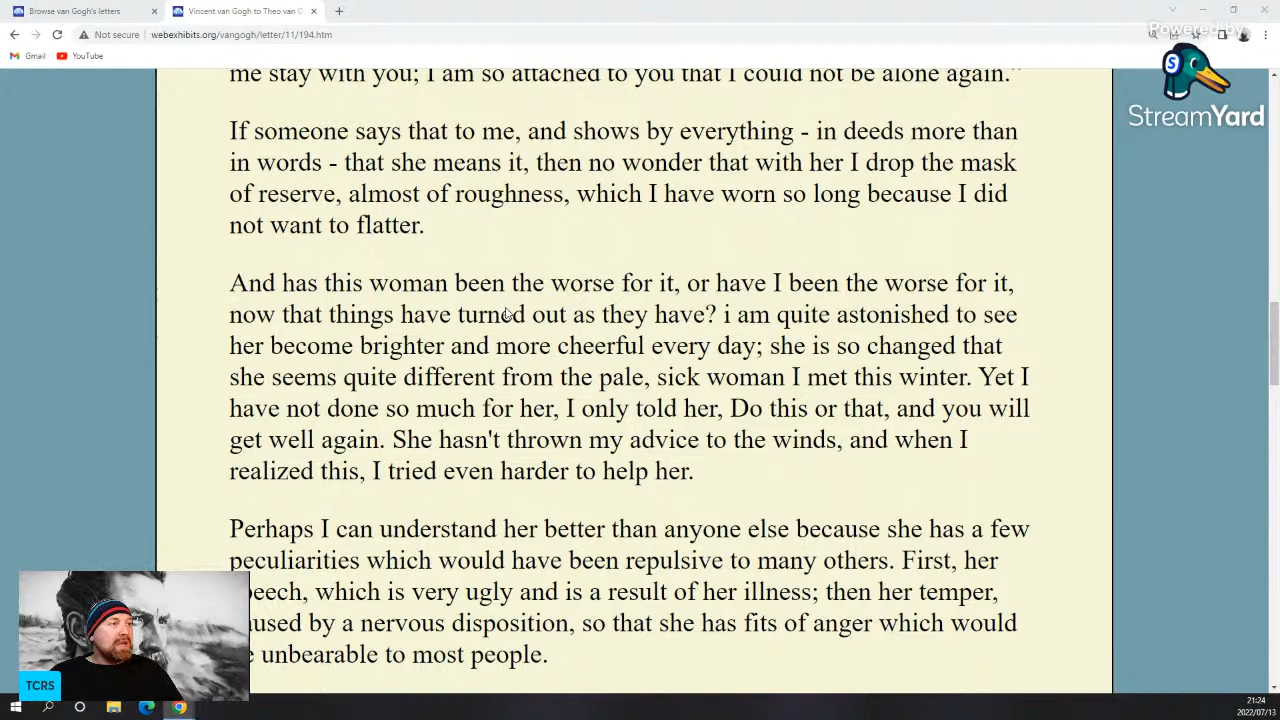 Browse van Gogh's letters
Vincent van Gogh to Theo van G
Not secure
webexhibits.org/vangogh/letter/11/194.htm
Gmail
YouTube
Powered by
StreamYard
me stay with you; I am so attached to you that I could not be alone again."
If someone says that to me, and shows by everything - in deeds more than
in words - that she means it, then no wonder that with her I drop the mask
of reserve, almost of roughness, which I have worn so long because I did
not want to flatter.
And has this woman been the worse for it, or have I been the worse for it,
now that things have turned out as they have? i am quite astonished to see
her become brighter and more cheerful every day; she is so changed that
she seems quite different from the pale, sick woman I met this winter. Yet I
have not done so much for her, I only told her, Do this or that, and you will
get well again. She hasn't thrown my advice to the winds, and when I
realized this, I tried even harder to help her.
Perhaps I can understand her better than anyone else because she has a few
peculiarities which would have been repulsive to many others. First, her
eech, which is very ugly and is a result of her illness; then her temper,
used by a nervous disposition, so that she has fits of anger which would
unbearable to most people.
TCRS
21:24
2022/07/13